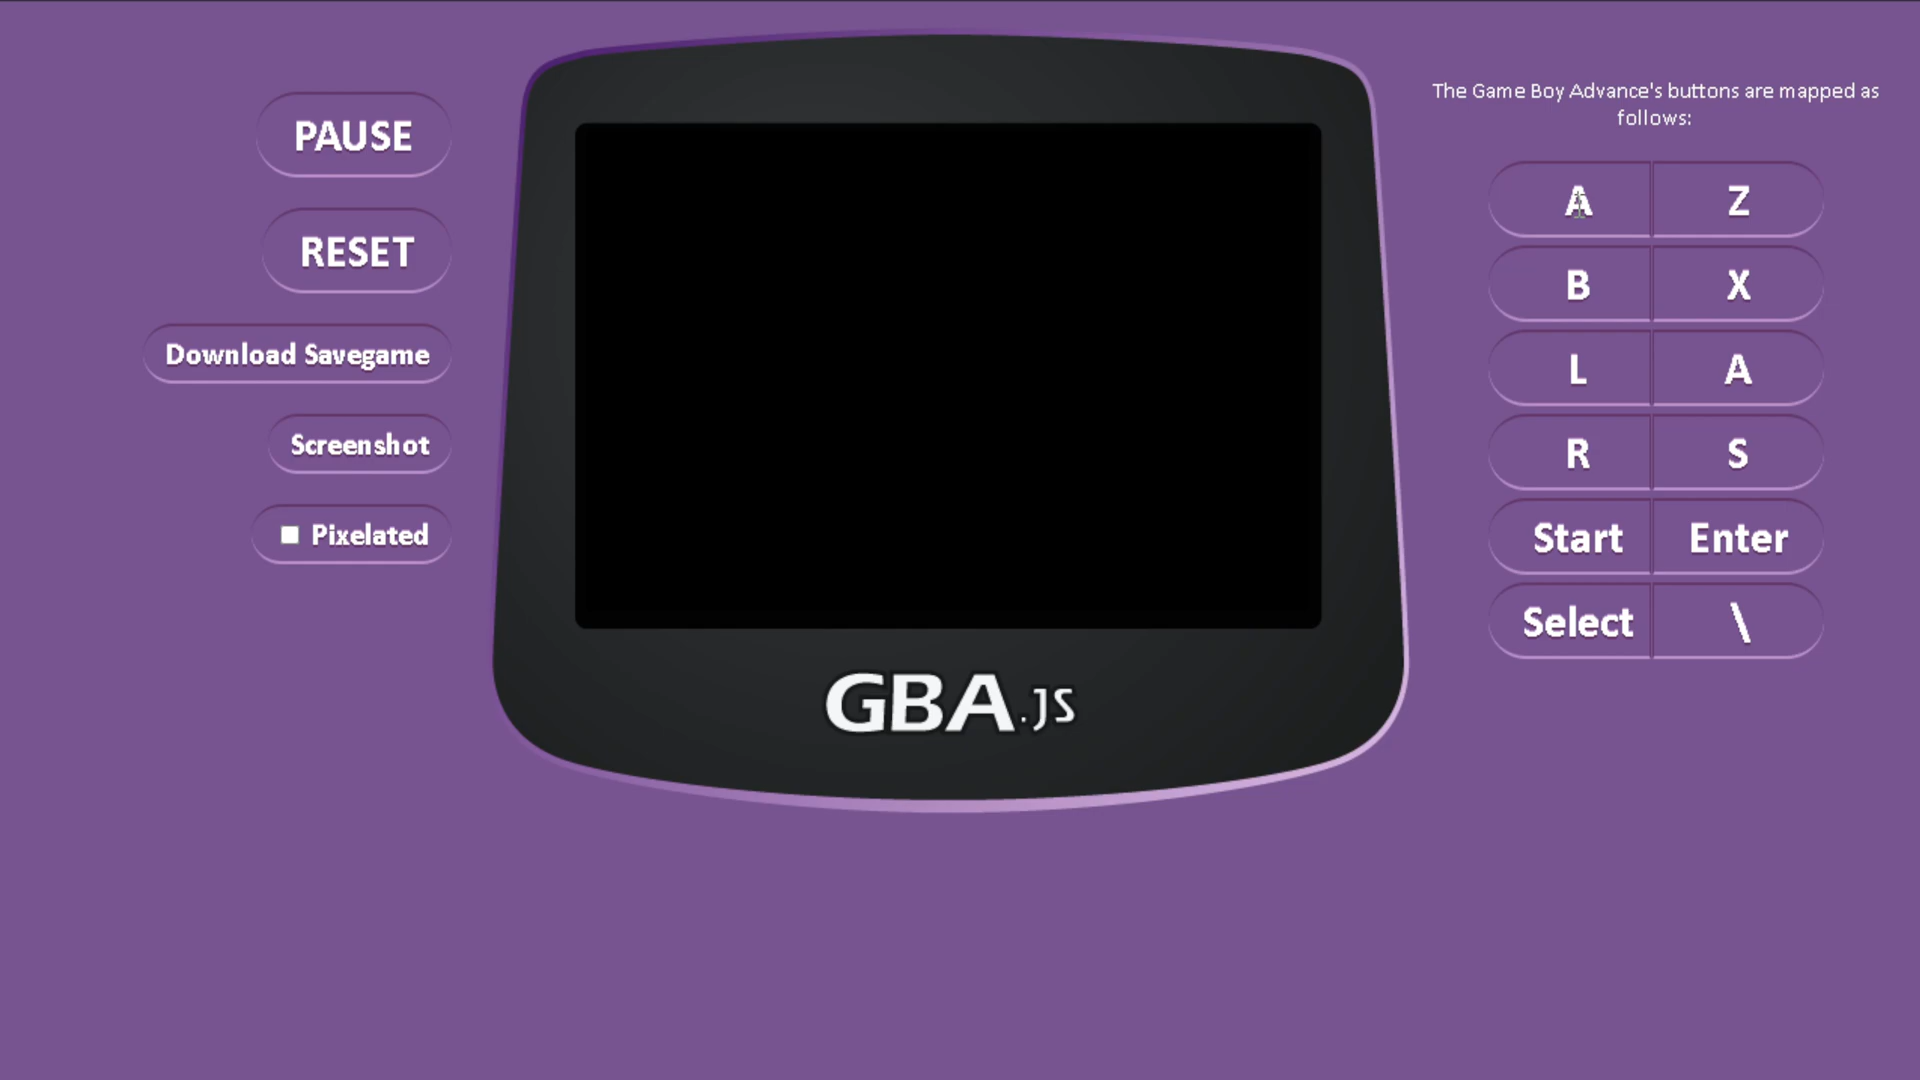 PAUSE
RESET
Download Savegame
Screenshot
Pixelated
GBA.JS
The Game Boy Advance's buttons are mapped as
follows:
A Z
B X
L A
R S
Start Enter
Select \